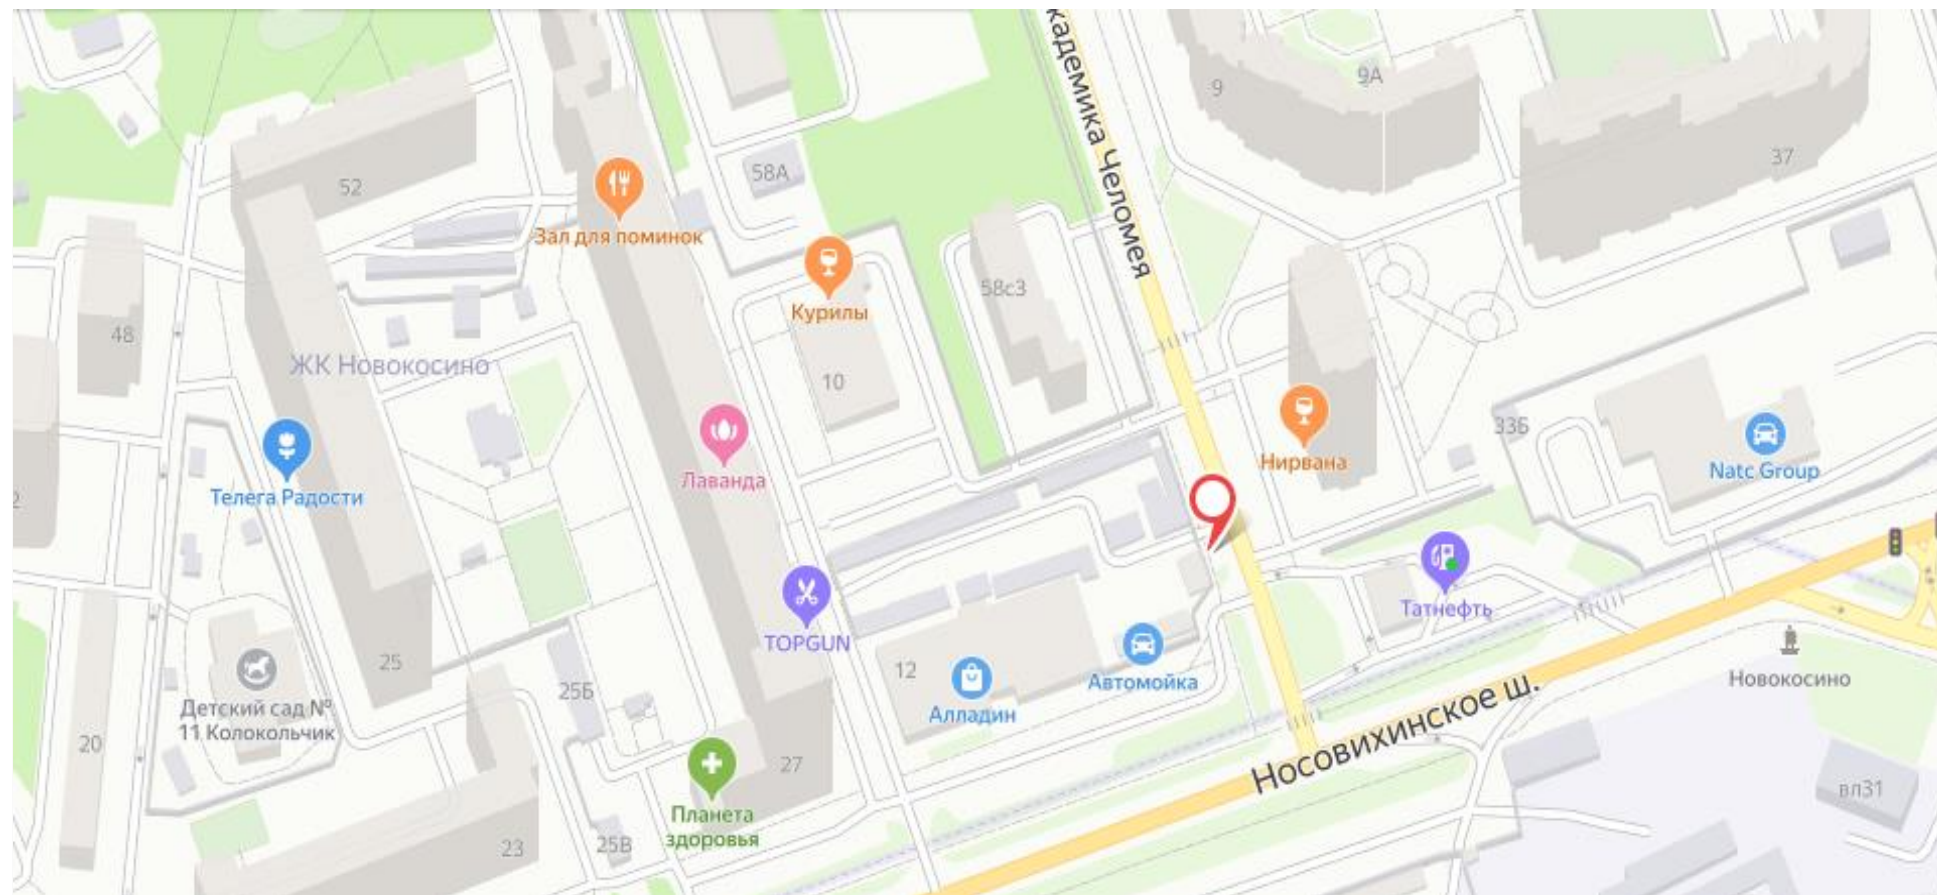 кадемика Челомея
9
9А
37
52
58А
Зал для поминок
Курилы
58с3
48
ЖК Новокосино
10
Лаванда
Нирвана
33Б
Natc Group
Телега Радости
2
TOPGUN
Татнефть
25
12
Алладин
Автомойка
Новокосино
Детский сад №
11 Колокольчик
25Б
20
27
Носовихинское ш.
вл31
Планета
здоровья
23
25В